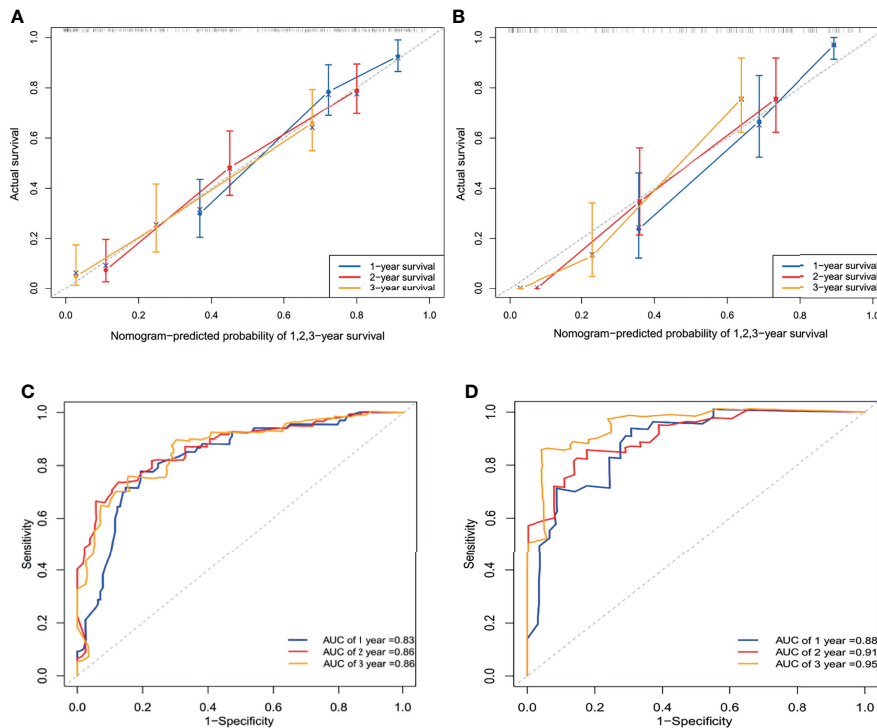 A
B
Actual survival
1.0
0.8
0.6
0.4
0.2
0.0
1-year survival
2-year survival
3-year survival
0.0 0.2 0.4 0.6 0.8 1.0
Nomogram-predicted probability of 1,2,3-year survival
Actual survival
1.0
0.8
0.6
0.4
0.2
0.0
1-year survival
2-year survival
3-year survival
0.0 0.2 0.4 0.6 0.8 1.0
Nomogram-predicted probability of 1,2,3-year survival
C
D
Sensitivity
1.0
0.8
0.6
0.4
0.2
0.0
AUC of 1 year =0.83
AUC of 2 year =0.86
AUC of 3 year =0.86
0.0 0.2 0.4 0.6 0.8 1.0
1-Specificity
Sensitivity
1.0
0.8
0.6
0.4
0.2
0.0
AUC of 1 year =0.88
AUC of 2 year =0.91
AUC of 3 year =0.95
0.0 0.2 0.4 0.6 0.8 1.0
1-Specificity